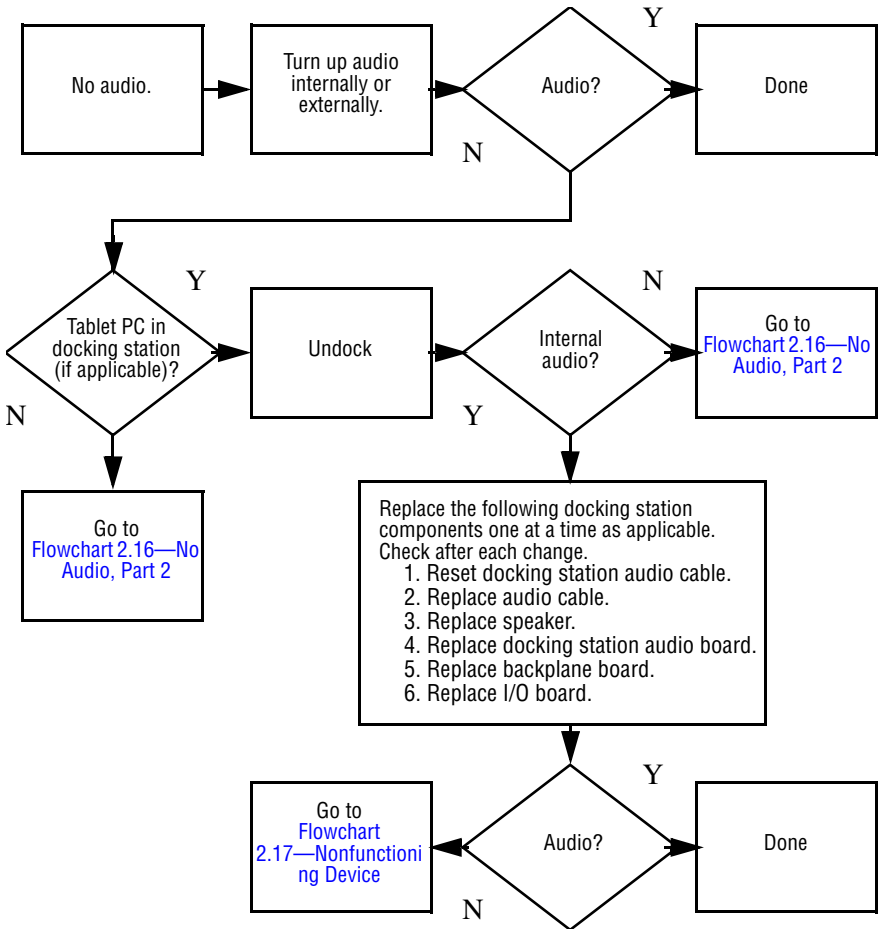 No audio.
Turn up audio
internally or
externally.
Audio?
Y
Done
N
Tablet PC in
docking station
(if applicable)?
Y
Undock
Internal
audio?
N
Go to
Flowchart 2.16—No
Audio, Part 2
N
Y
Go to
Flowchart 2.16—No
Audio, Part 2
Replace the following docking station
components one at a time as applicable.
Check after each change.
1. Reset docking station audio cable.
2. Replace audio cable.
3. Replace speaker.
4. Replace docking station audio board.
5. Replace backplane board.
6. Replace I/O board.
Go to
Flowchart
2.17—Nonfunctioni
ng Device
Audio?
Y
Done
N